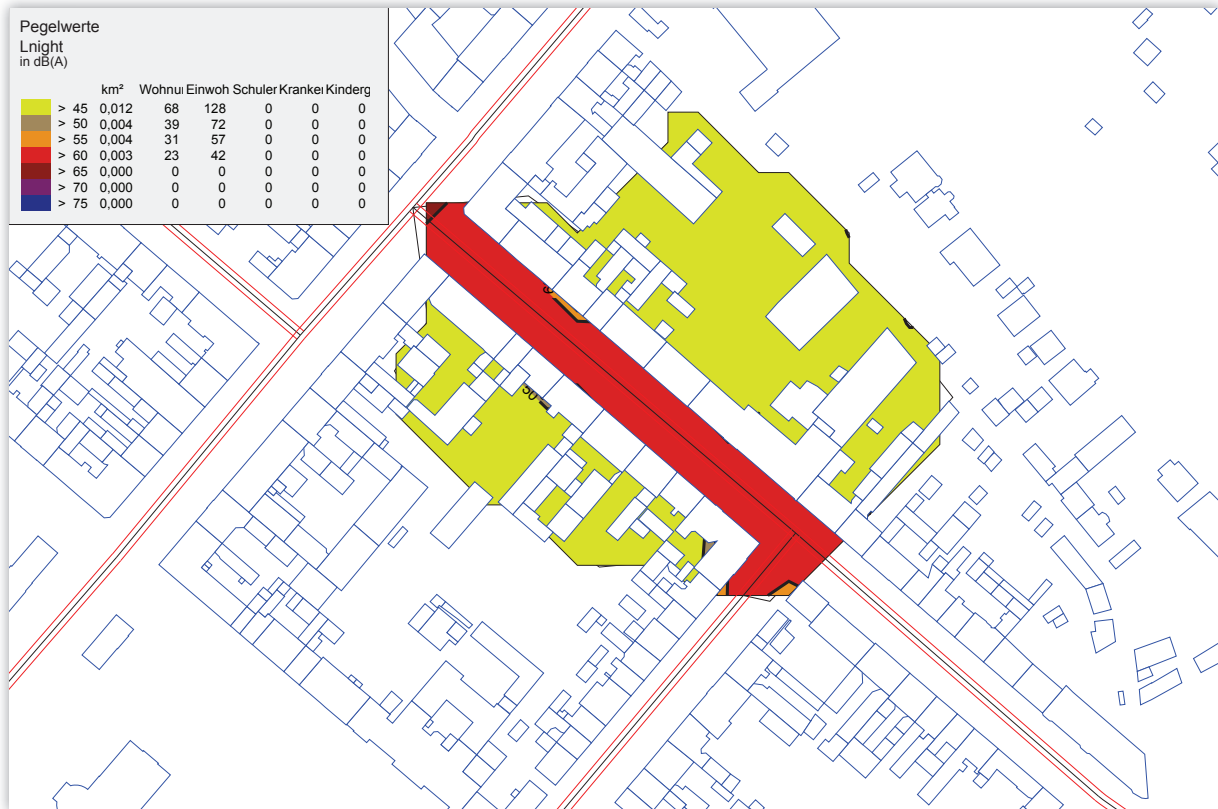 Pegelwerte
Lnight
in dB(A)
km² Wohnu Einwoh Schuler Kranke Kinderg
> 45 0,012 68 128 0 0 0
> 50 0,004 39 72 0 0 0
> 55 0,004 31 57 0 0 0
> 60 0,003 23 42 0 0 0
> 65 0,000 0 0 0 0 0
> 70 0,000 0 0 0 0 0
> 75 0,000 0 0 0 0 0
50